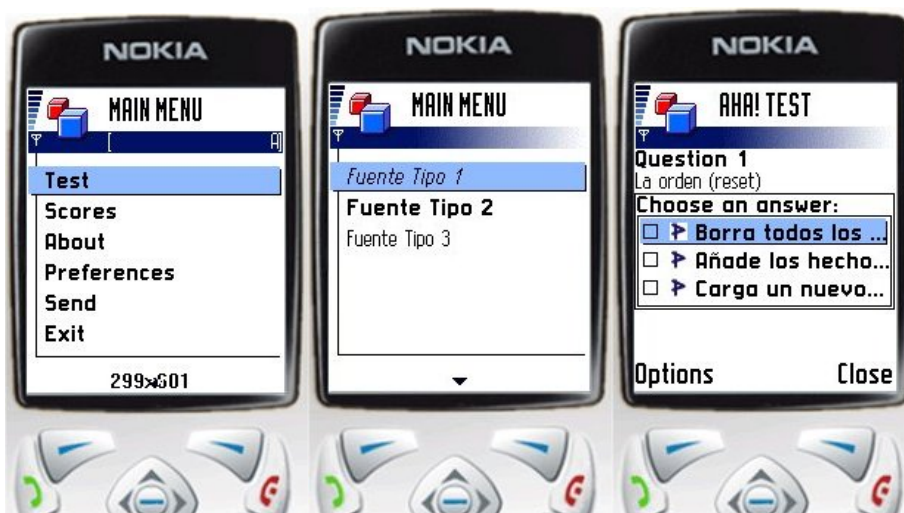 NOKIA
MAIN MENU
Test
Scores
About
Preferences
Send
Exit
NOKIA
MAIN MENU
Fuente Tipo 1
Fuente Tipo 2
Fuente Tipo 3
NOKIA
AHA! TEST
Question 1
La orden (reset)
Choose an answer:
Borra todos los ...
Añade los hecho...
Carga un nuevo...
Options Close